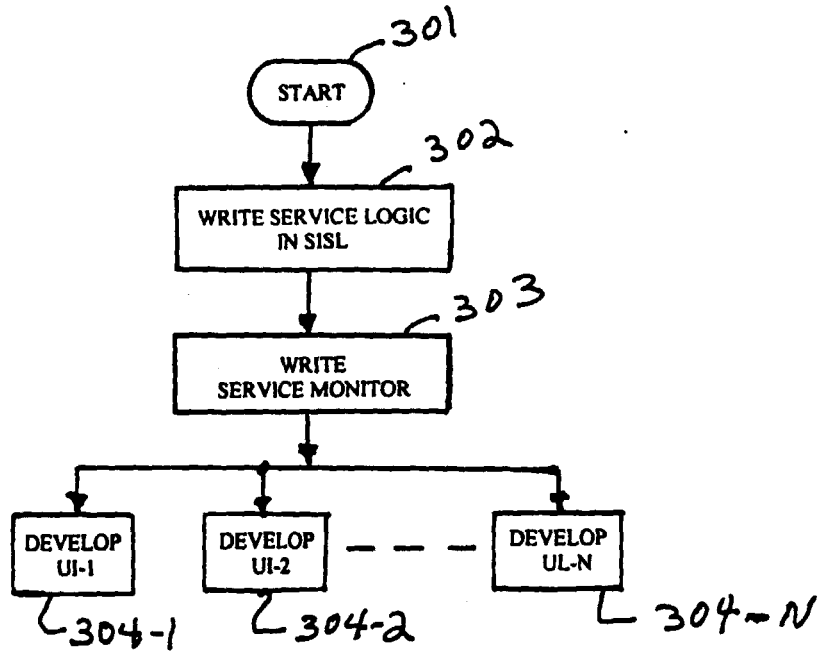 301
START
302
WRITE SERVICE LOGIC
IN SISL
303
WRITE
SERVICE MONITOR
DEVELOP
UI-1
DEVELOP
UI-2
DEVELOP
UL-N
304-1
304-2
304-N